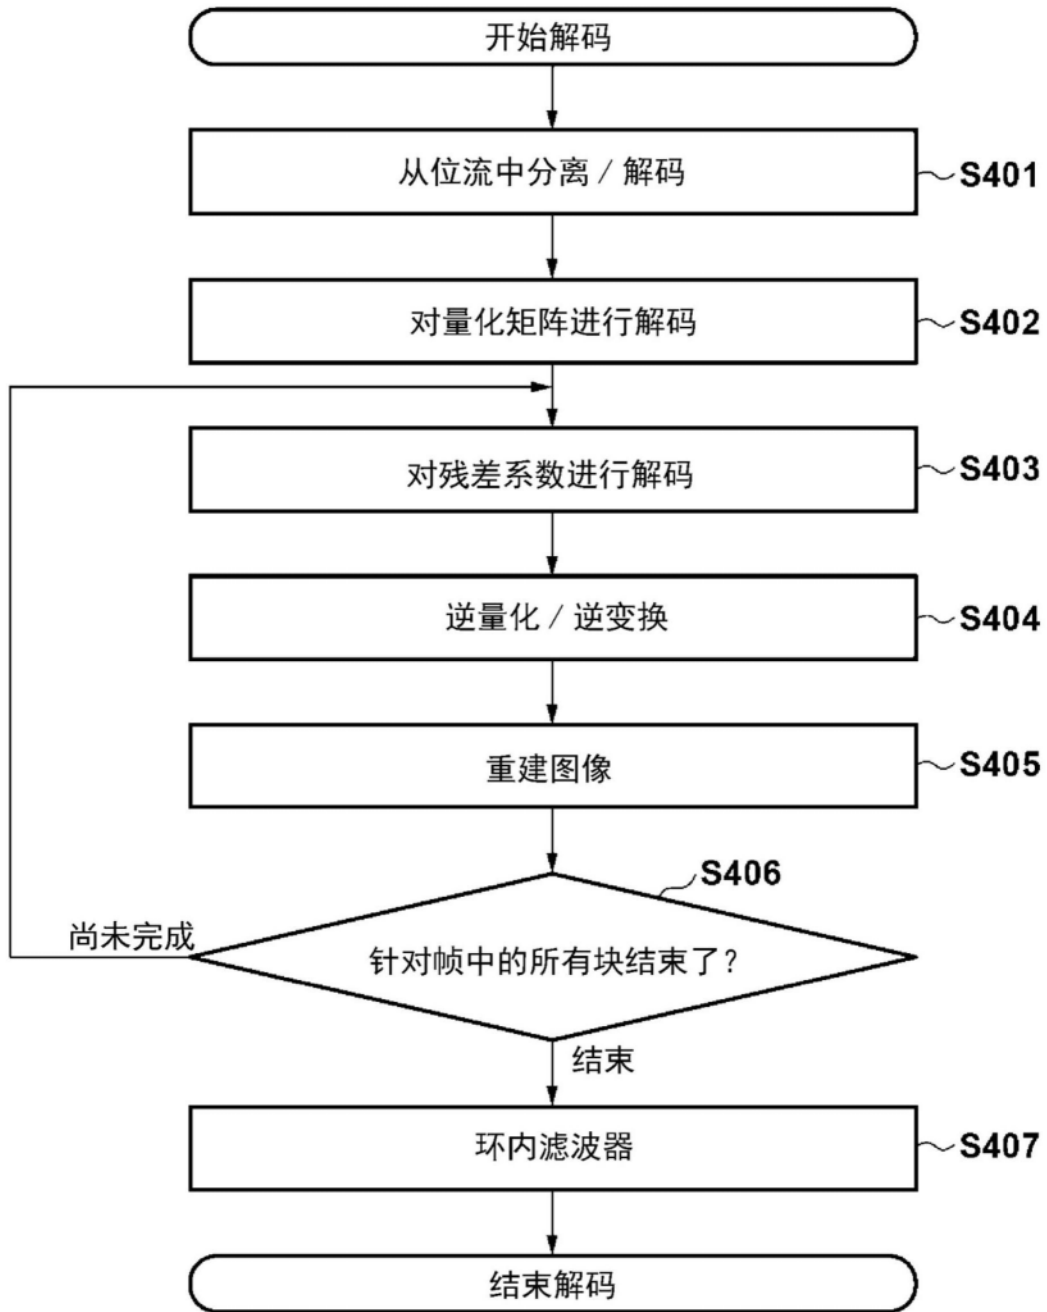 开始解码
从位流中分离 / 解码
S401
对量化矩阵进行解码
S402
对残差系数进行解码
S403
逆量化 / 逆变换
S404
重建图像
S405
S406
尚未完成
针对帧中的所有块结束了?
结束
环内滤波器
S407
结束解码